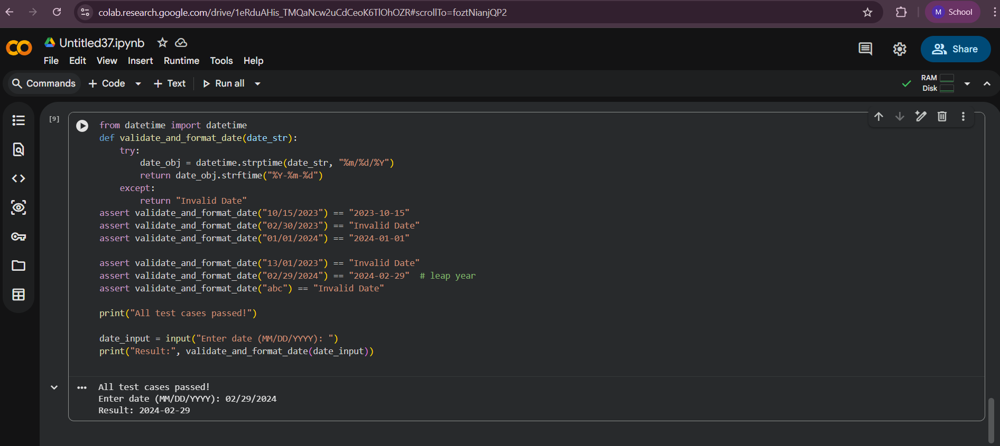 colab.research.google.com/drive/1eRduAHis_TMQaNcw2uCdCeoK6TlOhOZR#scrollTo=foztNianjQP2
M School
CO Untitled37.ipynb
File Edit View Insert Runtime Tools Help
Share
Commands + Code + Text Run all
RAM
Disk
[9]
from datetime import datetime
def validate_and_format_date(date_str):
    try:
        date_obj = datetime.strptime(date_str, "%m/%d/%Y")
        return date_obj.strftime("%Y-%m-%d")
    except:
        return "Invalid Date"
assert validate_and_format_date("10/15/2023") == "2023-10-15"
assert validate_and_format_date("02/30/2023") == "Invalid Date"
assert validate_and_format_date("01/01/2024") == "2024-01-01"
assert validate_and_format_date("13/01/2023") == "Invalid Date"
assert validate_and_format_date("02/29/2024") == "2024-02-29"  # leap year
assert validate_and_format_date("abc") == "Invalid Date"
print("All test cases passed!")
date_input = input("Enter date (MM/DD/YYYY): ")
print("Result:", validate_and_format_date(date_input))
All test cases passed!
Enter date (MM/DD/YYYY): 02/29/2024
Result: 2024-02-29